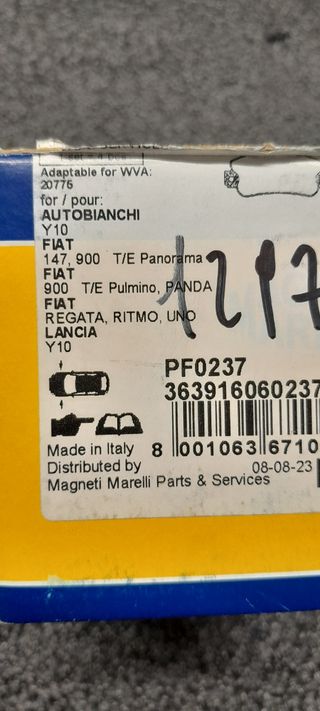 Adaptable for WVA:
20776
for / pour:
AUTOBIANCHI
Y10
FIAT
147, 900 T/E Panorama
FIAT
900 T/E Pulmino, PANDA
FIAT
REGATA, RITMO, UNO
LANCIA
Y10
1217
PF0237
363916060237
8 001063 6710
Made in Italy
08-08-23
Distributed by
Magneti Marelli Parts & Services